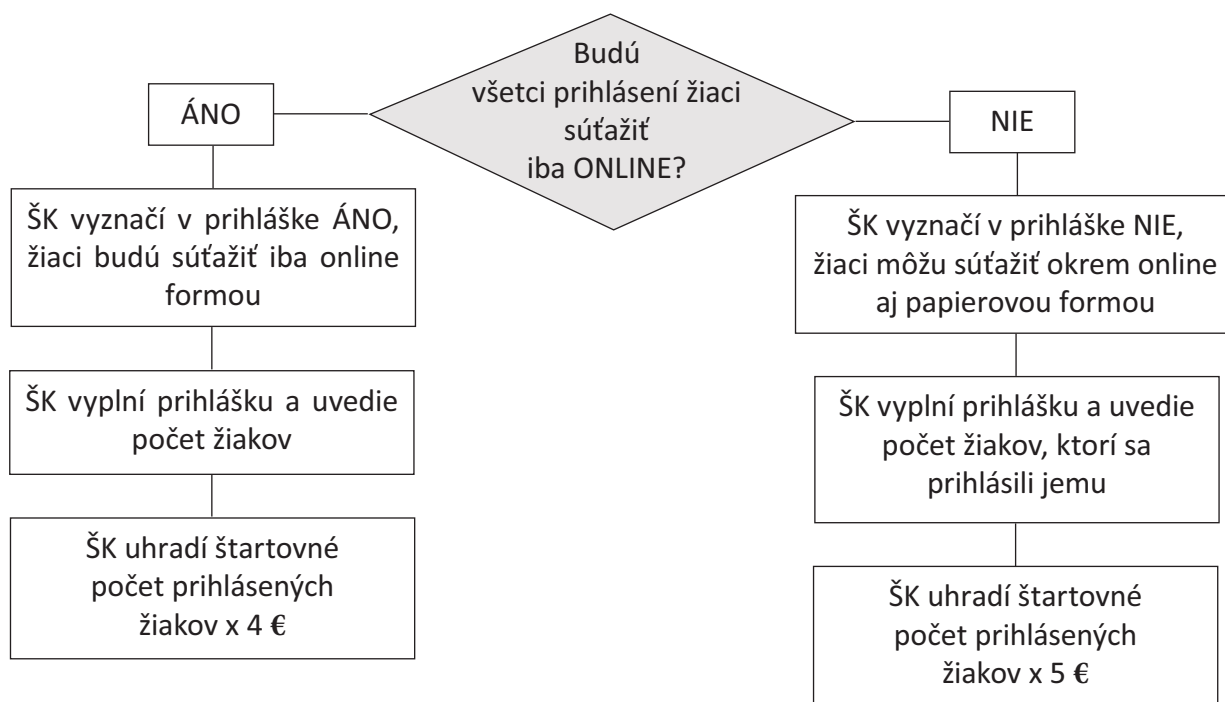 Budú
všetci prihlásení žiaci
súťažiť
iba ONLINE?
ÁNO
ŠK vyznačí v prihláške ÁNO,
žiaci budú súťažiť iba online
formou
ŠK vyplní prihlášku a uvedie
počet žiakov
ŠK uhradí štartovné
počet prihlásených
žiakov x 4 €
NIE
ŠK vyznačí v prihláške NIE,
žiaci môžu súťažiť okrem online
aj papierovou formou
ŠK vyplní prihlášku a uvedie
počet žiakov, ktorí sa
prihlásili jemu
ŠK uhradí štartovné
počet prihlásených
žiakov x 5 €